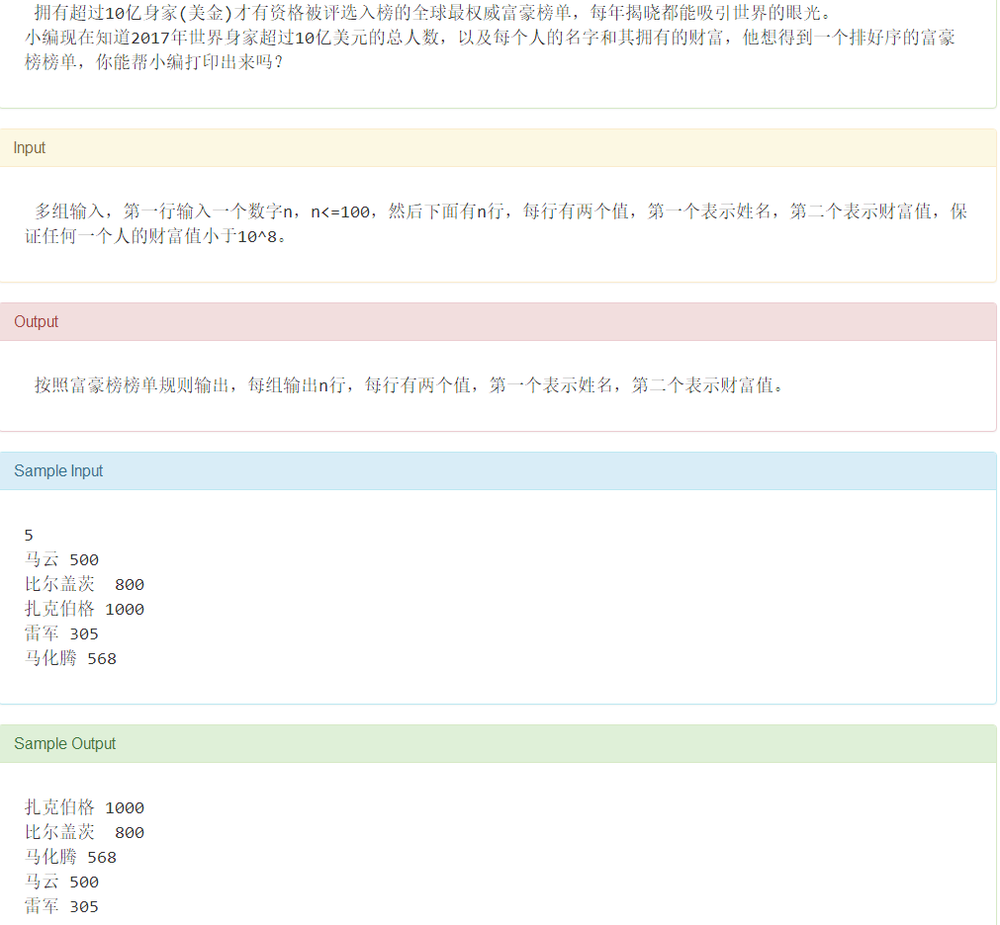 拥有超过10亿身家(美金)才有资格被评选入榜的全球最权威富豪榜单，每年揭晓都能吸引世界的眼光。
小编现在知道2017年世界身家超过10亿美元的总人数，以及每个人的名字和其拥有的财富，他想得到一个排好序的富豪
榜榜单，你能帮小编打印出来吗？
Input
多组输入，第一行输入一个数字n，n<=100，然后下面有n行，每行有两个值，第一个表示姓名，第二个表示财富值，保
证任何一个人的财富值小于10^8。
Output
按照富豪榜榜单规则输出，每组输出n行，每行有两个值，第一个表示姓名，第二个表示财富值。
Sample Input
5
马云 500
比尔盖茨  800
扎克伯格 1000
雷军 305
马化腾 568
Sample Output
扎克伯格 1000
比尔盖茨  800
马化腾 568
马云 500
雷军 305